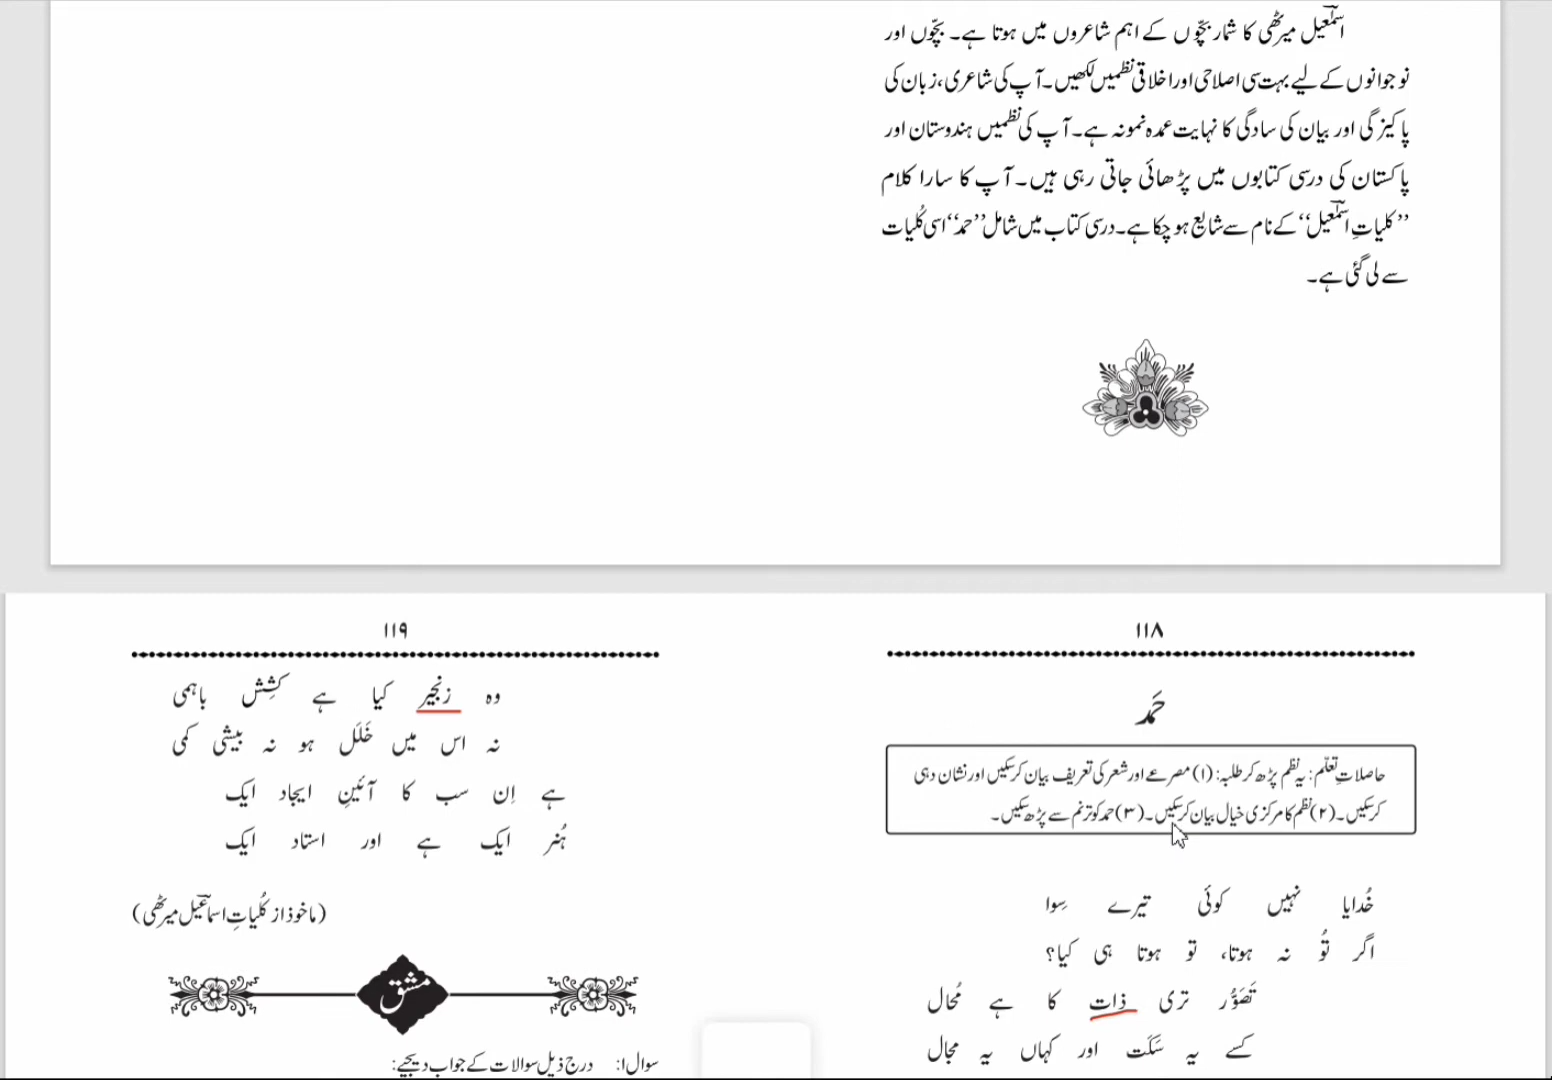 اسمٰعیل میرٹھی کا شمار بچّوں کے اہم شاعروں میں ہوتا ہے۔ بچّوں اور
نوجوانوں کے لیے بہت سی اصلاحی اور اخلاقی نظمیں لکھیں۔ آپ کی شاعری، زبان کی
پاکیزگی اور بیان کی سادگی کا نہایت عمدہ نمونہ ہے۔ آپ کی نظمیں ہندوستان اور
پاکستان کی درسی کتابوں میں پڑھائی جاتی رہی ہیں۔ آپ کا سارا کلام
”کلیاتِ اسمٰعیل“ کے نام سے شایع ہو چکا ہے۔ درسی کتاب میں شامل ”حمد“ اسی کُلیات
سے لی گئی ہے۔
۱۱۸
حَمد
حاصلاتِ تعلّم: یہ نظم پڑھ کر طلبہ: (۱) مصرعے اور شعر کی تعریف بیان کر سکیں اور نشان دہی
کر سکیں۔ (۲) نظم کا مرکزی خیال بیان کر سکیں۔ (۳) حمد کو ترنم سے پڑھ سکیں۔
خُدایا نہیں کوئی تیرے سِوا
اگر تُو نہ ہوتا، تو ہوتا ہی کیا؟
تَصَوُّر تری ذات کا ہے مُحال
کسے یہ سَکَت اور کہاں یہ مجال
۱۱۹
وہ زنجیر کیا ہے کشِش باہمی
نہ اس میں خَلَل ہو نہ بیشی کمی
ہے اِن سب کا آئینِ ایجاد ایک
ہُنر ایک ہے اور استاد ایک
(ماخوذ از کُلیاتِ اسماعیل میرٹھی)
مشق
سوال ۱: درج ذیل سوالات کے جواب دیجیے: